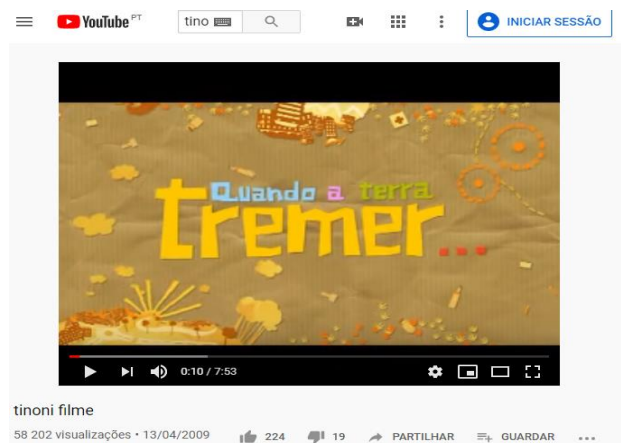 YouTube PT
tino
INICIAR SESSÃO
Quando a terra
tremer...
0:10 / 7:53
tinoni filme
58 202 visualizações • 13/04/2009
224
19
PARTILHAR
GUARDAR